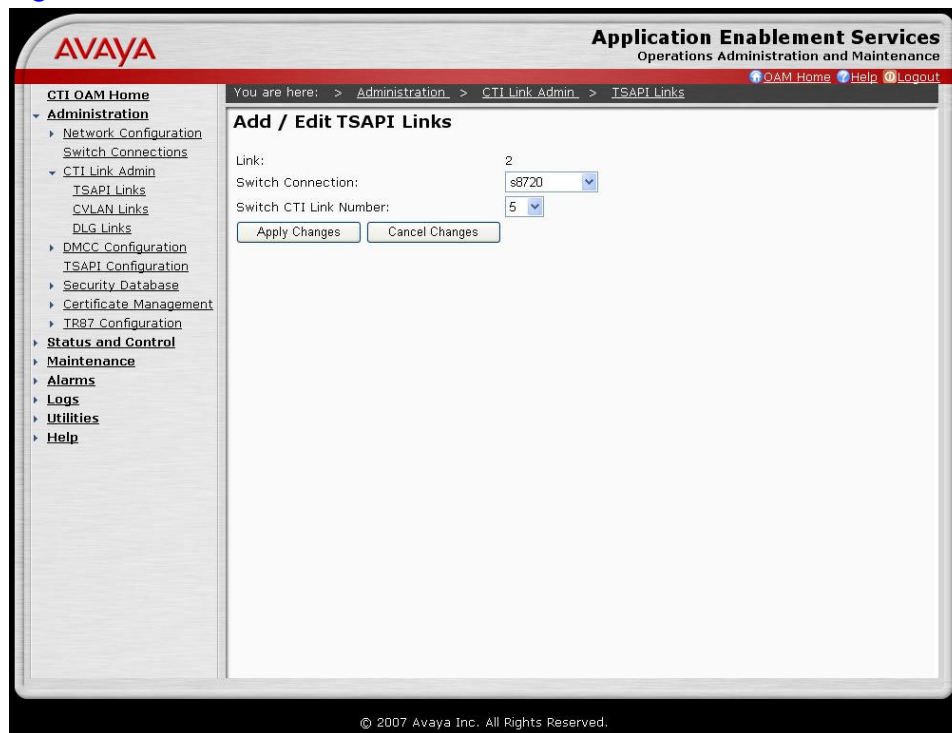 AVAYA
Application Enablement Services
Operations Administration and Maintenance
OAM Home Help Logout
You are here: > Administration > CTI Link Admin > TSAPI Links
CTI OAM Home
Administration
Network Configuration
Switch Connections
CTI Link Admin
TSAPI Links
CVLAN Links
DLG Links
DMCC Configuration
TSAPI Configuration
Security Database
Certificate Management
TR87 Configuration
Status and Control
Maintenance
Alarms
Logs
Utilities
Help
Add / Edit TSAPI Links
Link: 2
Switch Connection: s8720
Switch CTI Link Number: 5
Apply Changes Cancel Changes
© 2007 Avaya Inc. All Rights Reserved.